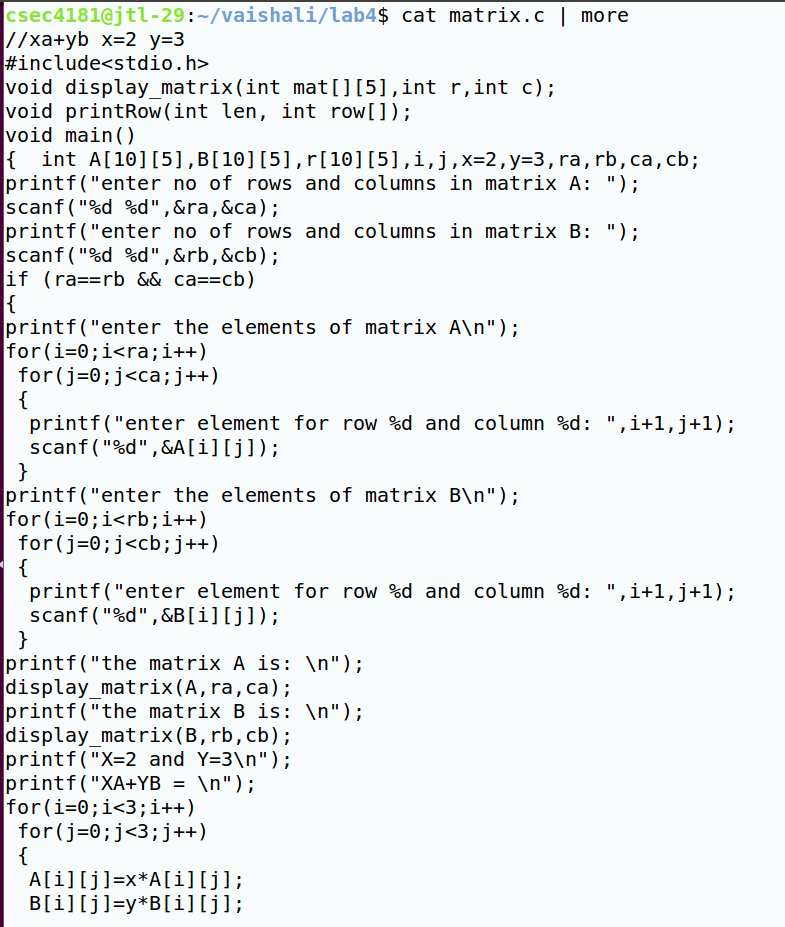 csec4181@jtl-29:~/vaishali/lab4$ cat matrix.c | more
//xa+yb x=2 y=3
#include<stdio.h>
void display_matrix(int mat[][5],int r,int c);
void printRow(int len, int row[]);
void main()
{  int A[10][5],B[10][5],r[10][5],i,j,x=2,y=3,ra,rb,ca,cb;
printf("enter no of rows and columns in matrix A: ");
scanf("%d %d",&ra,&ca);
printf("enter no of rows and columns in matrix B: ");
scanf("%d %d",&rb,&cb);
if (ra==rb && ca==cb)
{
printf("enter the elements of matrix A\n");
for(i=0;i<ra;i++)
 for(j=0;j<ca;j++)
 {
  printf("enter element for row %d and column %d: ",i+1,j+1);
  scanf("%d",&A[i][j]);
 }
printf("enter the elements of matrix B\n");
for(i=0;i<rb;i++)
 for(j=0;j<cb;j++)
 {
  printf("enter element for row %d and column %d: ",i+1,j+1);
  scanf("%d",&B[i][j]);
 }
printf("the matrix A is: \n");
display_matrix(A,ra,ca);
printf("the matrix B is: \n");
display_matrix(B,rb,cb);
printf("X=2 and Y=3\n");
printf("XA+YB = \n");
for(i=0;i<3;i++)
 for(j=0;j<3;j++)
 {
  A[i][j]=x*A[i][j];
  B[i][j]=y*B[i][j];